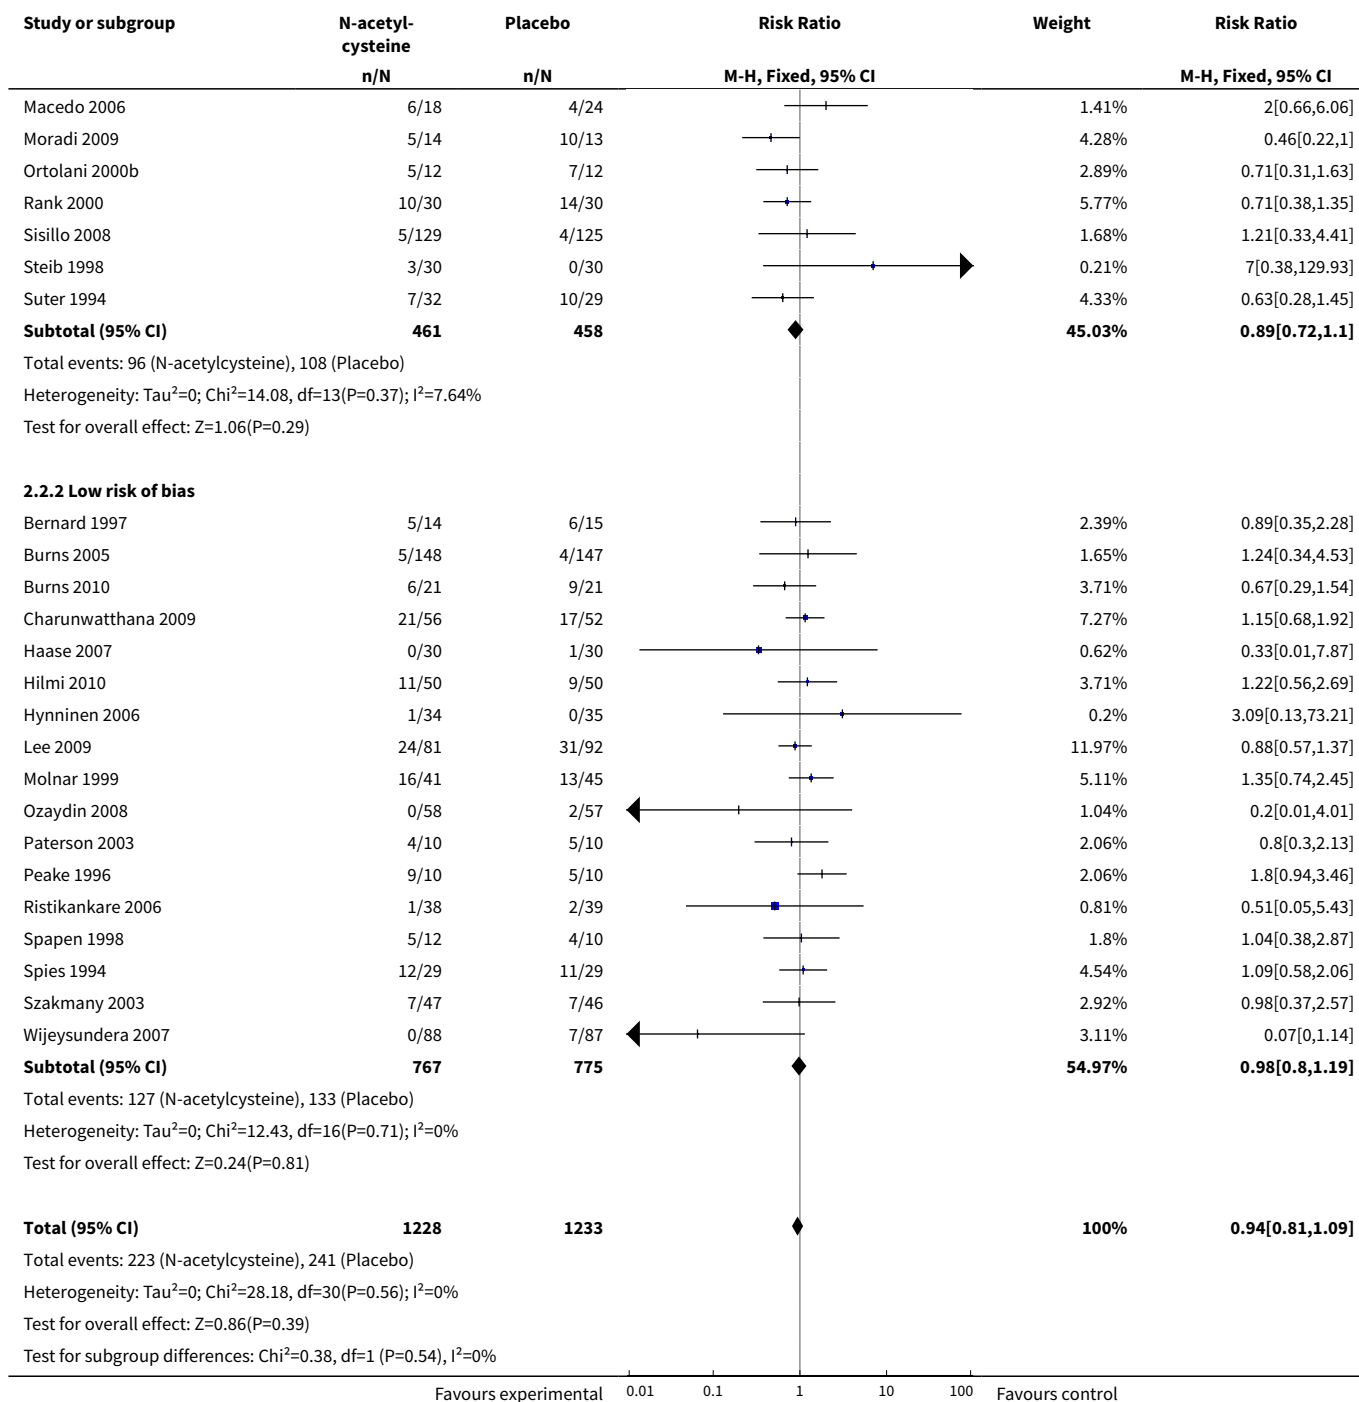 Study or subgroup N-acetyl- Placebo Risk Ratio Weight Risk Ratio
cysteine
n/N n/N M-H, Fixed, 95% CI M-H, Fixed, 95% CI
Macedo 2006 6/18 4/24 1.41% 2[0.66,6.06]
Moradi 2009 5/14 10/13 4.28% 0.46[0.22,1]
Ortolani 2000b 5/12 7/12 2.89% 0.71[0.31,1.63]
Rank 2000 10/30 14/30 5.77% 0.71[0.38,1.35]
Sisillo 2008 5/129 4/125 1.68% 1.21[0.33,4.41]
Steib 1998 3/30 0/30 0.21% 7[0.38,129.93]
Suter 1994 7/32 10/29 4.33% 0.63[0.28,1.45]
Subtotal (95% CI) 461 458 45.03% 0.89[0.72,1.1]
Total events: 96 (N-acetylcysteine), 108 (Placebo)
Heterogeneity: Tau²=0; Chi²=14.08, df=13(P=0.37); I²=7.64%
Test for overall effect: Z=1.06(P=0.29)
2.2.2 Low risk of bias
Bernard 1997 5/14 6/15 2.39% 0.89[0.35,2.28]
Burns 2005 5/148 4/147 1.65% 1.24[0.34,4.53]
Burns 2010 6/21 9/21 3.71% 0.67[0.29,1.54]
Charunwatthana 2009 21/56 17/52 7.27% 1.15[0.68,1.92]
Haase 2007 0/30 1/30 0.62% 0.33[0.01,7.87]
Hilmi 2010 11/50 9/50 3.71% 1.22[0.56,2.69]
Hynninen 2006 1/34 0/35 0.2% 3.09[0.13,73.21]
Lee 2009 24/81 31/92 11.97% 0.88[0.57,1.37]
Molnar 1999 16/41 13/45 5.11% 1.35[0.74,2.45]
Ozaydin 2008 0/58 2/57 1.04% 0.2[0.01,4.01]
Paterson 2003 4/10 5/10 2.06% 0.8[0.3,2.13]
Peake 1996 9/10 5/10 2.06% 1.8[0.94,3.46]
Ristikankare 2006 1/38 2/39 0.81% 0.51[0.05,5.43]
Spapen 1998 5/12 4/10 1.8% 1.04[0.38,2.87]
Spies 1994 12/29 11/29 4.54% 1.09[0.58,2.06]
Szakmany 2003 7/47 7/46 2.92% 0.98[0.37,2.57]
Wijeysundera 2007 0/88 7/87 3.11% 0.07[0,1.14]
Subtotal (95% CI) 767 775 54.97% 0.98[0.8,1.19]
Total events: 127 (N-acetylcysteine), 133 (Placebo)
Heterogeneity: Tau²=0; Chi²=12.43, df=16(P=0.71); I²=0%
Test for overall effect: Z=0.24(P=0.81)
Total (95% CI) 1228 1233 100% 0.94[0.81,1.09]
Total events: 223 (N-acetylcysteine), 241 (Placebo)
Heterogeneity: Tau²=0; Chi²=28.18, df=30(P=0.56); I²=0%
Test for overall effect: Z=0.86(P=0.39)
Test for subgroup differences: Chi²=0.38, df=1 (P=0.54), I²=0%
Favours experimental 0.01 0.1 1 10 100 Favours control